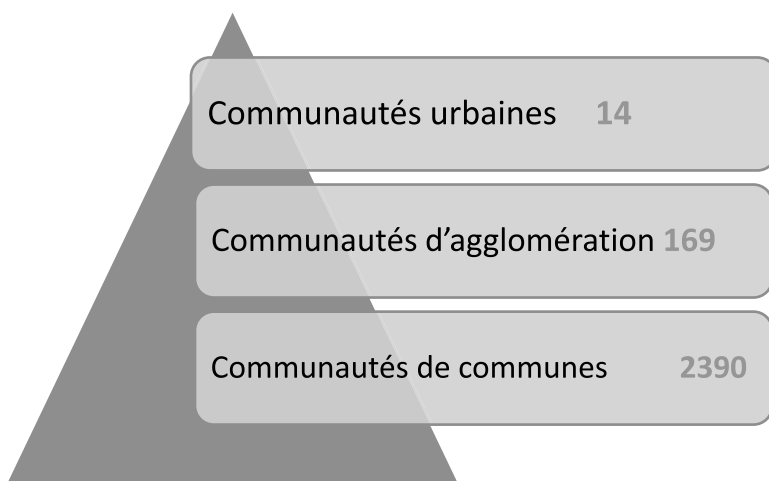 Communautés urbaines 14
Communautés d’agglomération 169
Communautés de communes 2390